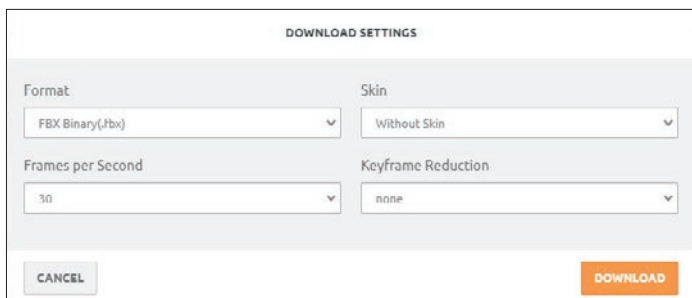 DOWNLOAD SETTINGS
Format Skin
FBX Binary(.fbx) Without Skin
Frames per Second Keyframe Reduction
30 none
CANCEL DOWNLOAD